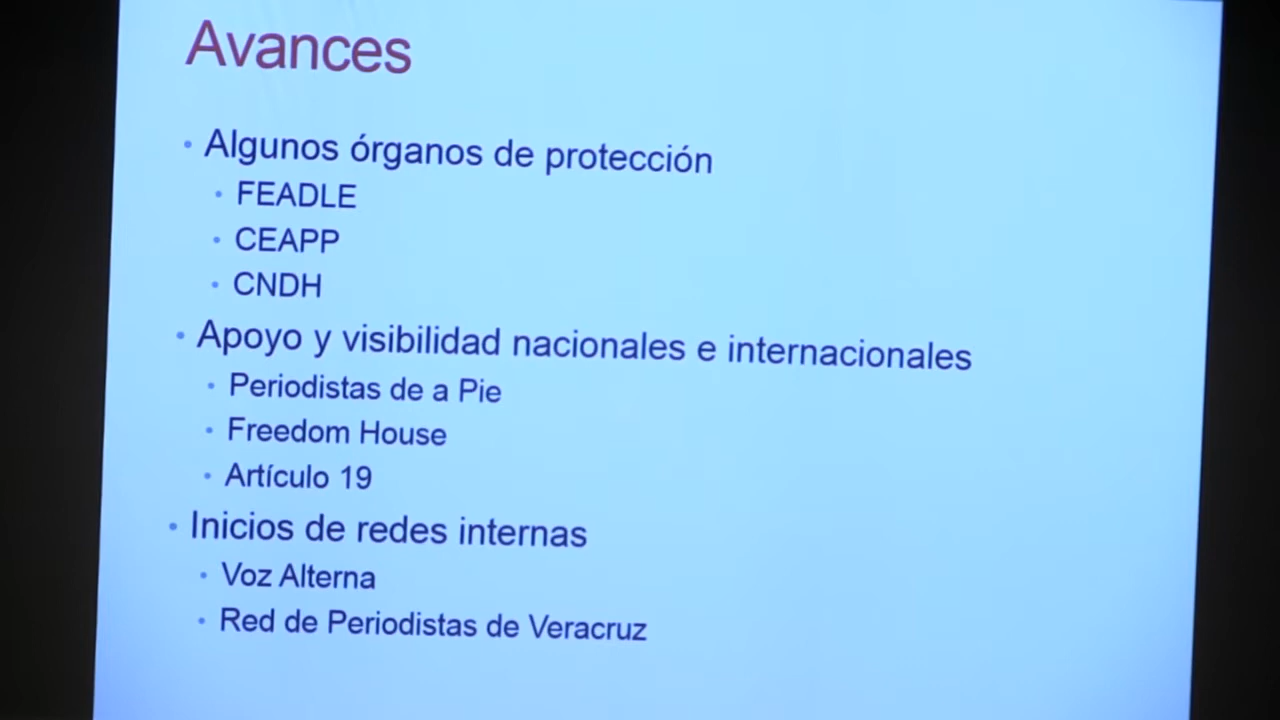 Avances
• Algunos órganos de protección
• FEADLE
• CEAPP
• CNDH
• Apoyo y visibilidad nacionales e internacionales
• Periodistas de a Pie
• Freedom House
• Artículo 19
• Inicios de redes internas
• Voz Alterna
• Red de Periodistas de Veracruz